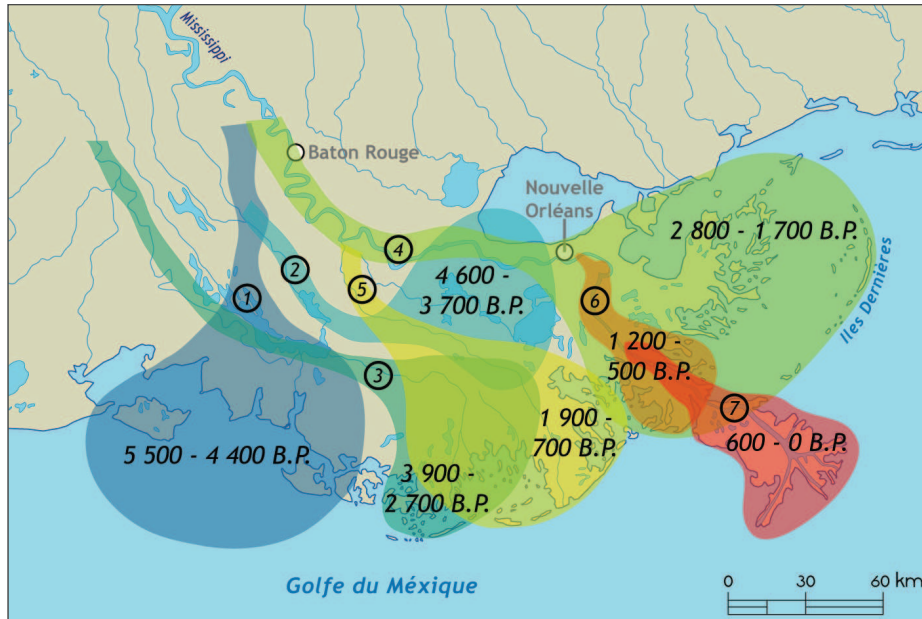 Mississippi
Baton Rouge
Nouvelle
Orléans
2 800 - 1 700 B.P.
4
2
4 600 -
3 700 B.P.
5
1
6
Iles Dernières
1 200 -
500 B.P.
3
7
1 900 -
700 B.P.
600 - 0 B.P.
5 500 - 4 400 B.P.
3 900 -
2 700 B.P.
Golfe du Méxique
0 30 60 km